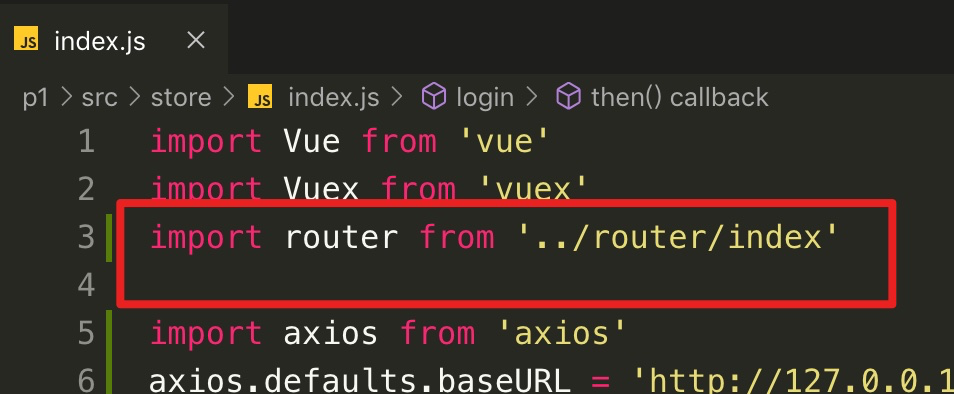 JS index.js ×
p1 > src > store > JS index.js > login > then() callback
1 import Vue from 'vue'
2 import Vuex from 'vuex'
3 import router from '../router/index'
4
5 import axios from 'axios'
6 axios.defaults.baseURL = 'http://127.0.0.1